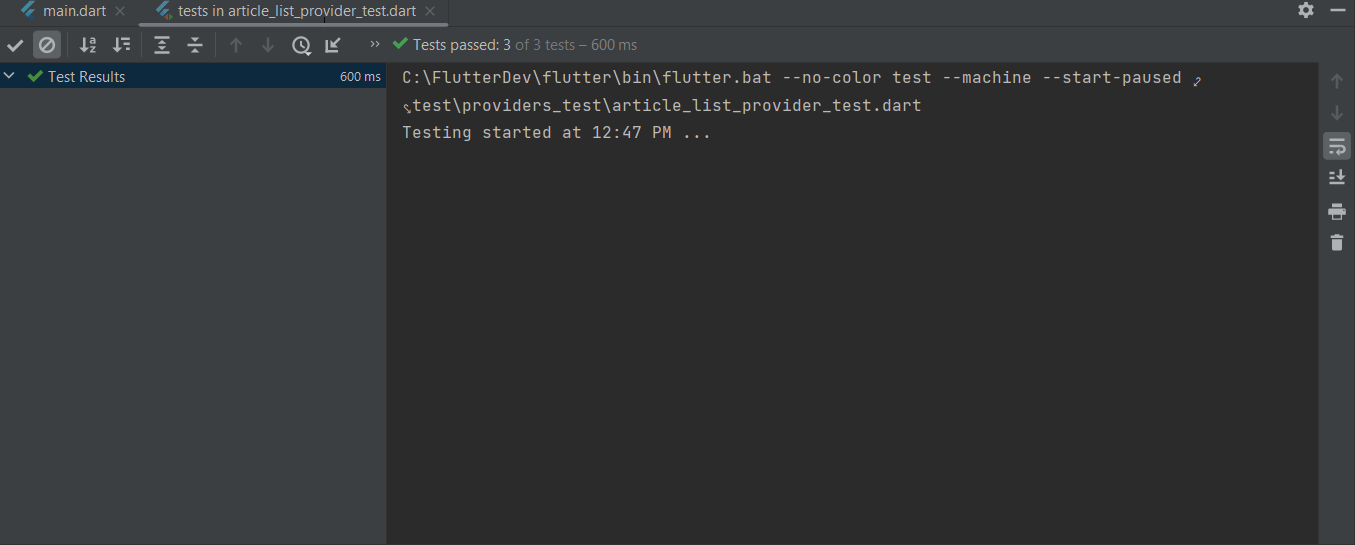 main.dart
tests in article_list_provider_test.dart
Tests passed: 3 of 3 tests – 600 ms
Test Results
600 ms
C:\FlutterDev\flutter\bin\flutter.bat --no-color test --machine --start-paused
test\providers_test\article_list_provider_test.dart
Testing started at 12:47 PM ...